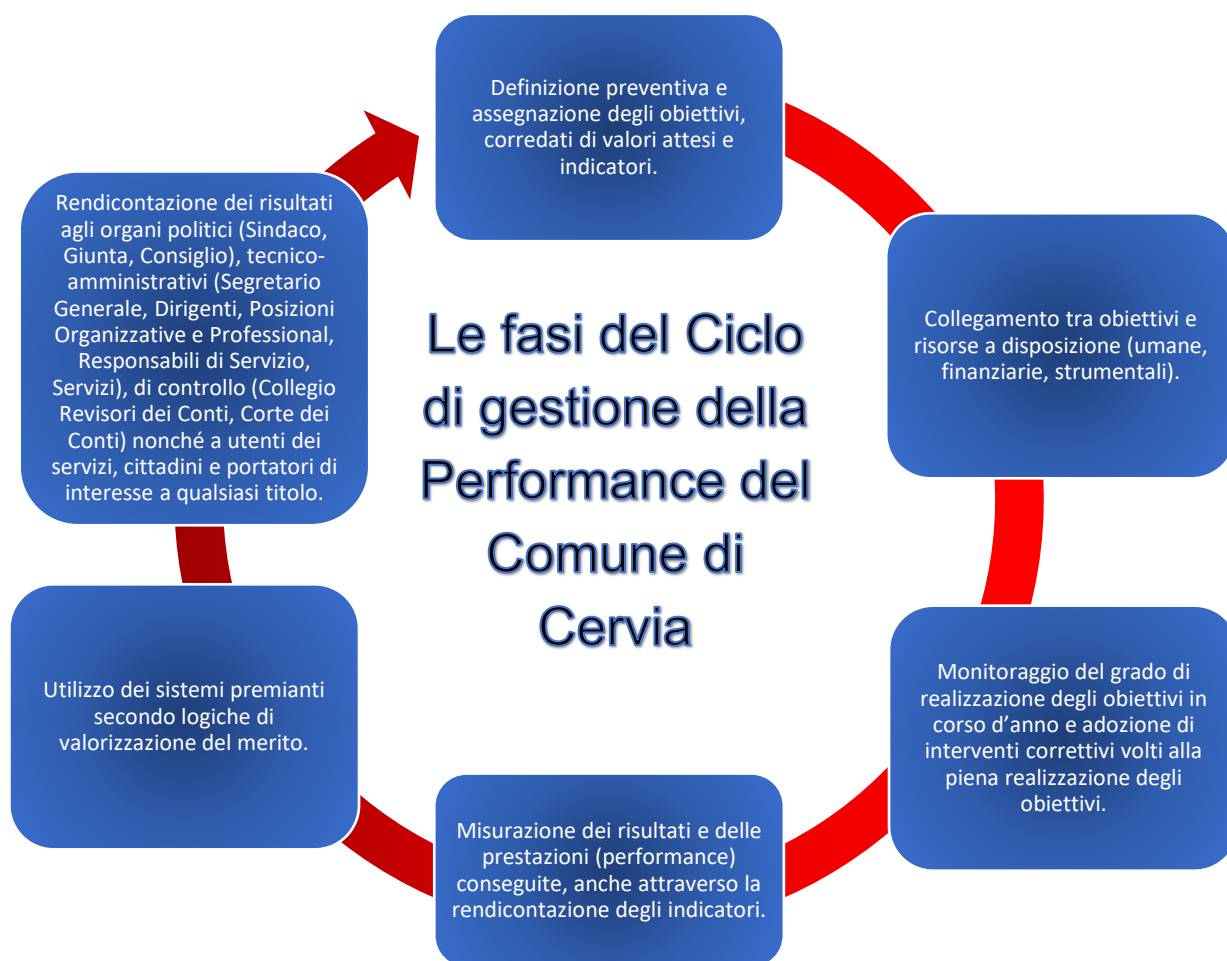 Definizione preventiva e
assegnazione degli obiettivi,
corredati di valori attesi e
indicatori.
Collegamento tra obiettivi e
risorse a disposizione (umane,
finanziarie, strumentali).
Monitoraggio del grado di
realizzazione degli obiettivi in
corso d’anno e adozione di
interventi correttivi volti alla
piena realizzazione degli
obiettivi.
Misurazione dei risultati e delle
prestazioni (performance)
conseguite, anche attraverso la
rendicontazione degli indicatori.
Utilizzo dei sistemi premianti
secondo logiche di
valorizzazione del merito.
Rendicontazione dei risultati
agli organi politici (Sindaco,
Giunta, Consiglio), tecnico-
amministrativi (Segretario
Generale, Dirigenti, Posizioni
Organizzative e Professional,
Responsabili di Servizio,
Servizi), di controllo (Collegio
Revisori dei Conti, Corte dei
Conti) nonché a utenti dei
servizi, cittadini e portatori di
interesse a qualsiasi titolo.
Le fasi del Ciclo
di gestione della
Performance del
Comune di
Cervia